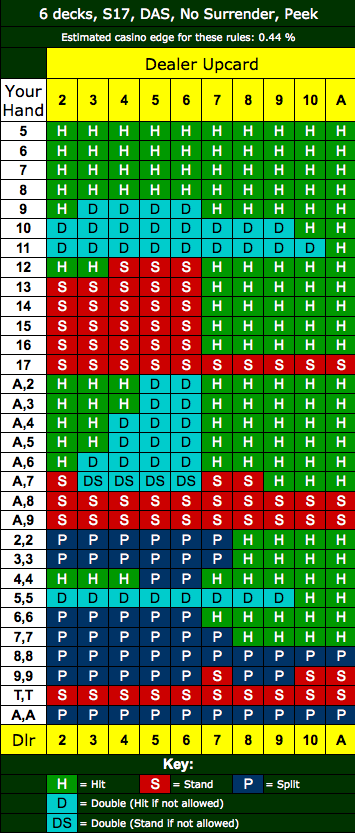 6 decks, S17, DAS, No Surrender, Peek
Estimated casino edge for these rules: 0.44 %
Dealer Upcard
Your Hand 2 3 4 5 6 7 8 9 10 A
5 H H H H H H H H H H
6 H H H H H H H H H H
7 H H H H H H H H H H
8 H H H H H H H H H H
9 H D D D D H H H H H
10 D D D D D D D D H H
11 D D D D D D D D D H
12 H H S S S H H H H H
13 S S S S S H H H H H
14 S S S S S H H H H H
15 S S S S S H H H H H
16 S S S S S H H H H H
17 S S S S S S S S S S
A,2 H H H D D H H H H H
A,3 H H H D D H H H H H
A,4 H H D D D H H H H H
A,5 H H D D D H H H H H
A,6 H D D D D H H H H H
A,7 S DS DS DS DS S S H H H
A,8 S S S S S S S S S S
A,9 S S S S S S S S S S
2,2 P P P P P P H H H H
3,3 P P P P P P H H H H
4,4 H H H P P H H H H H
5,5 D D D D D D D D H H
6,6 P P P P P H H H H H
7,7 P P P P P P H H H H
8,8 P P P P P P P P P P
9,9 P P P P P S P P S S
T,T S S S S S S S S S S
A,A P P P P P P P P P P
Dlr 2 3 4 5 6 7 8 9 10 A
Key:
H = Hit S = Stand P = Split
D = Double (Hit if not allowed)
DS = Double (Stand if not allowed)